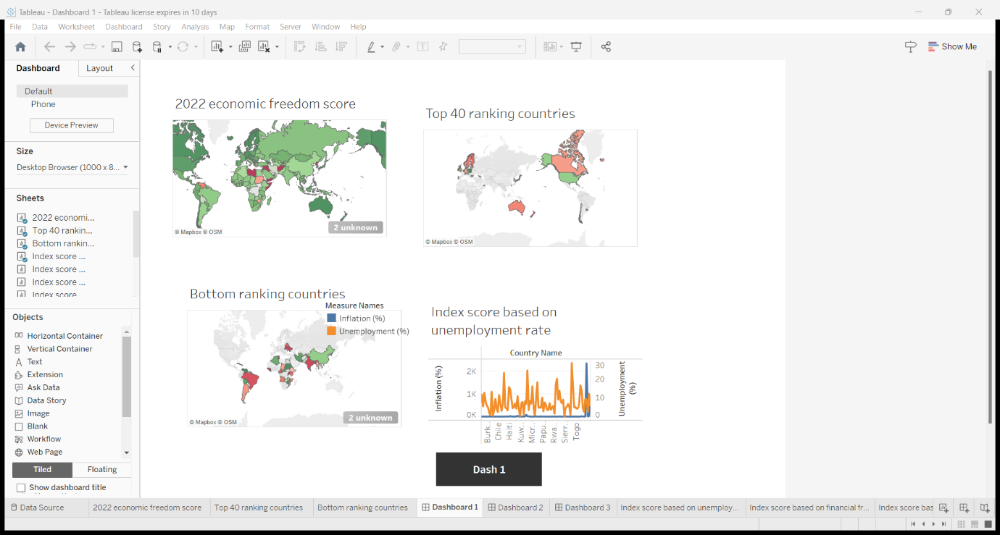 Tableau - Dashboard 1 - Tableau license expires in 10 days
File Data Worksheet Dashboard Story Analysis Map Format Server Window Help
Show Me
Dashboard Layout
Default
Phone
Device Preview
Size
Desktop Browser (1000 x 8...
Sheets
2022 economi...
Top 40 rankin...
Bottom rankin...
Index score ...
Index score ...
Index score ...
Index score
Objects
Horizontal Container
Vertical Container
Text
Extension
Ask Data
Data Story
Image
Blank
Workflow
Web Page
Tiled Floating
Show dashboard title
2022 economic freedom score
2 unknown
© Mapbox © OSM
Top 40 ranking countries
© Mapbox © OSM
Bottom ranking countries
Measure Names
Inflation (%)
Unemployment (%)
2 unknown
© Mapbox © OSM
Index score based on
unemployment rate
Country Name
Inflation (%)
2K
1K
0K
30
20
10
0
Unemployment
(%)
Burk..
Chile
Haiti
Kuw..
Micr..
Papu..
Rwa..
Sierr..
Togo
Dash 1
Data Source 2022 economic freedom score Top 40 ranking countries Bottom ranking countries Dashboard 1 Dashboard 2 Dashboard 3 Index score based on unemploy... Index score based on financial fr... Index score bas